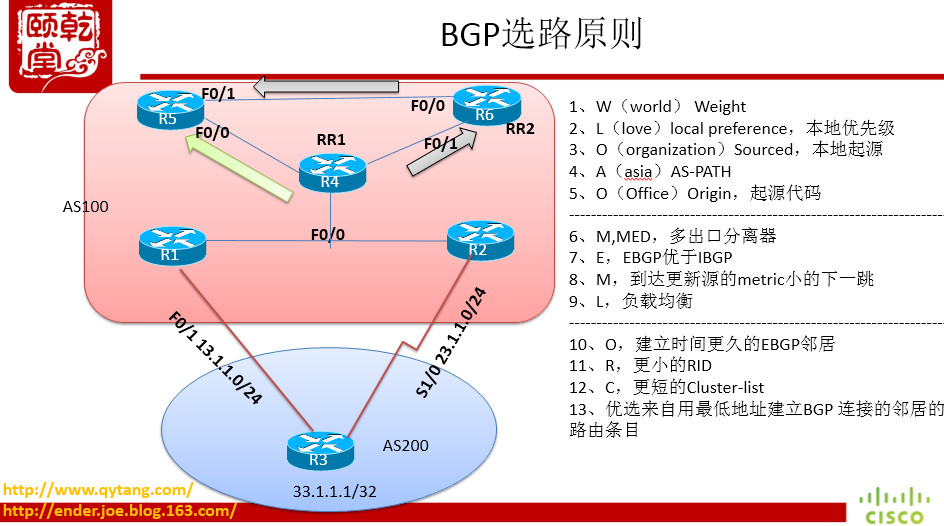 颐乾堂
BGP选路原则
F0/1
R5
F0/0
F0/0
R6
RR2
RR1
F0/1
R4
AS100
F0/0
R1
R2
F0/1 13.1.1.0/24
S1/0 23.1.1.0/24
R3
AS200
33.1.1.1/32
1、W（world） Weight
2、L（love）local preference，本地优先级
3、O（organization）Sourced，本地起源
4、A（asia）AS-PATH
5、O（Office）Origin，起源代码
6、M,MED，多出口分离器
7、E，EBGP优于IBGP
8、M，到达更新源的metric小的下一跳
9、L，负载均衡
10、O，建立时间更久的EBGP邻居
11、R，更小的RID
12、C，更短的Cluster-list
13、优选来自用最低地址建立BGP 连接的邻居的
路由条目
http://www.qytang.com/
http://ender.joe.blog.163.com/
CISCO